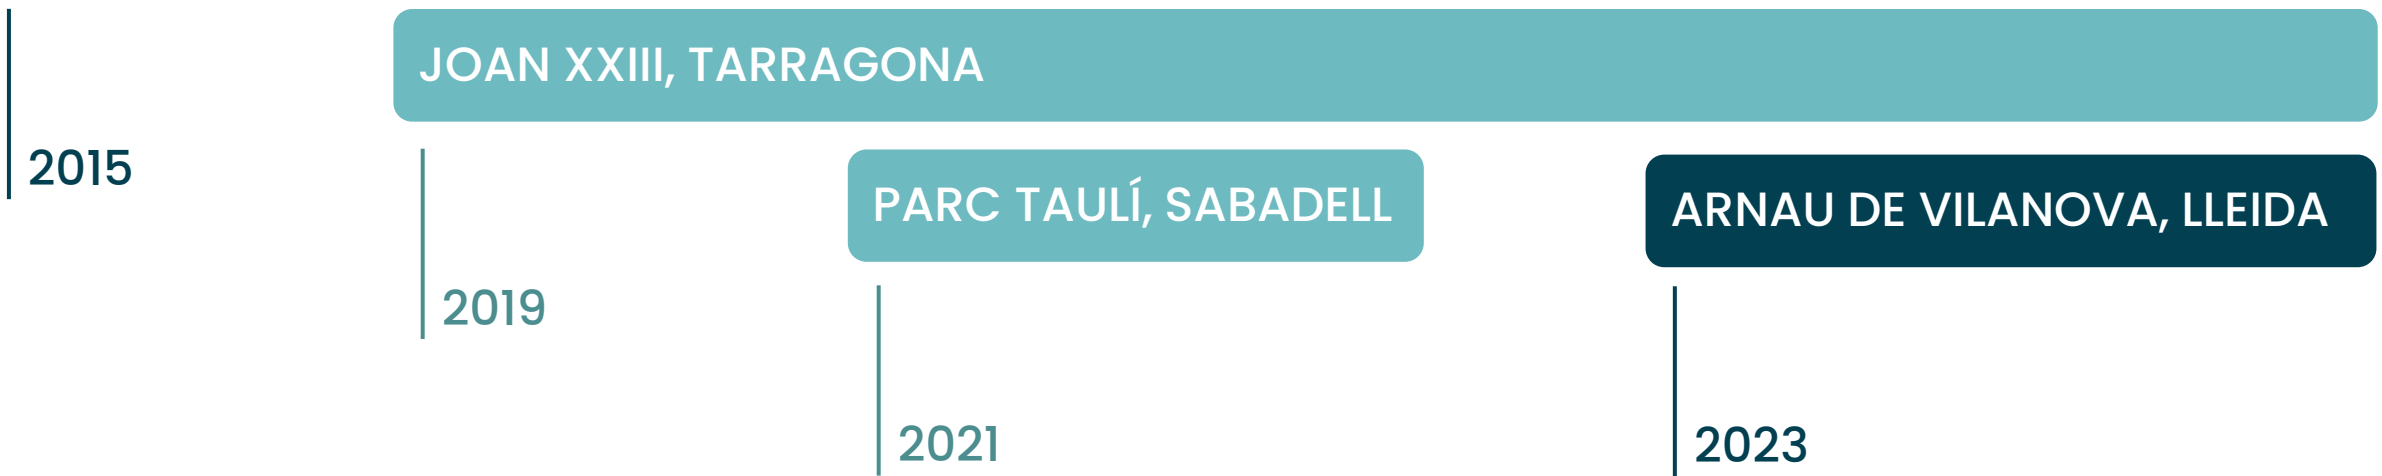 JOAN XXIII, TARRAGONA
2015
PARC TAULÍ, SABADELL
ARNAU DE VILANOVA, LLEIDA
2019
2021
2023